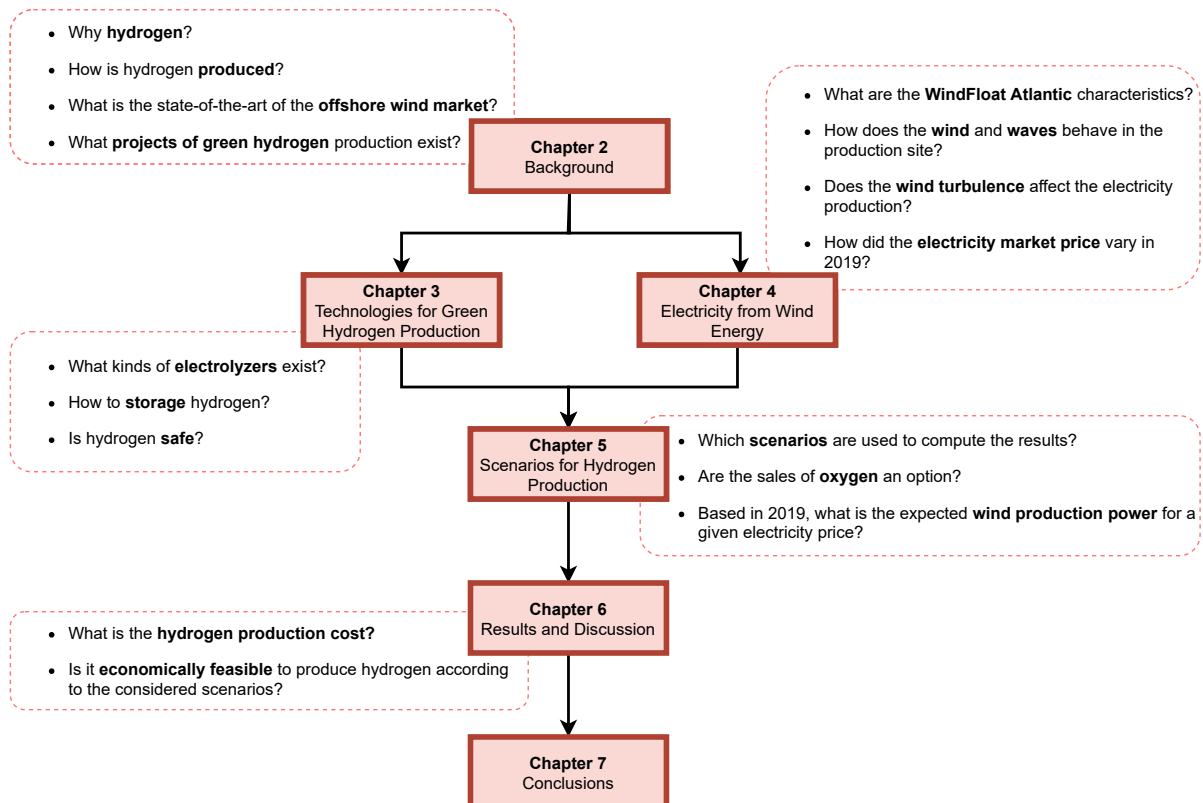 • Why hydrogen?
• How is hydrogen produced?
• What is the state-of-the-art of the offshore wind market?
• What projects of green hydrogen production exist?
Chapter 2
Background
• What are the WindFloat Atlantic characteristics?
• How does the wind and waves behave in the
production site?
• Does the wind turbulence affect the electricity
production?
• How did the electricity market price vary in
2019?
Chapter 3
Technologies for Green
Hydrogen Production
Chapter 4
Electricity from Wind
Energy
• What kinds of electrolyzers exist?
• How to storage hydrogen?
• Is hydrogen safe?
Chapter 5
Scenarios for Hydrogen
Production
• Which scenarios are used to compute the results?
• Are the sales of oxygen an option?
• Based in 2019, what is the expected wind production power for a
given electricity price?
Chapter 6
Results and Discussion
• What is the hydrogen production cost?
• Is it economically feasible to produce hydrogen according
to the considered scenarios?
Chapter 7
Conclusions